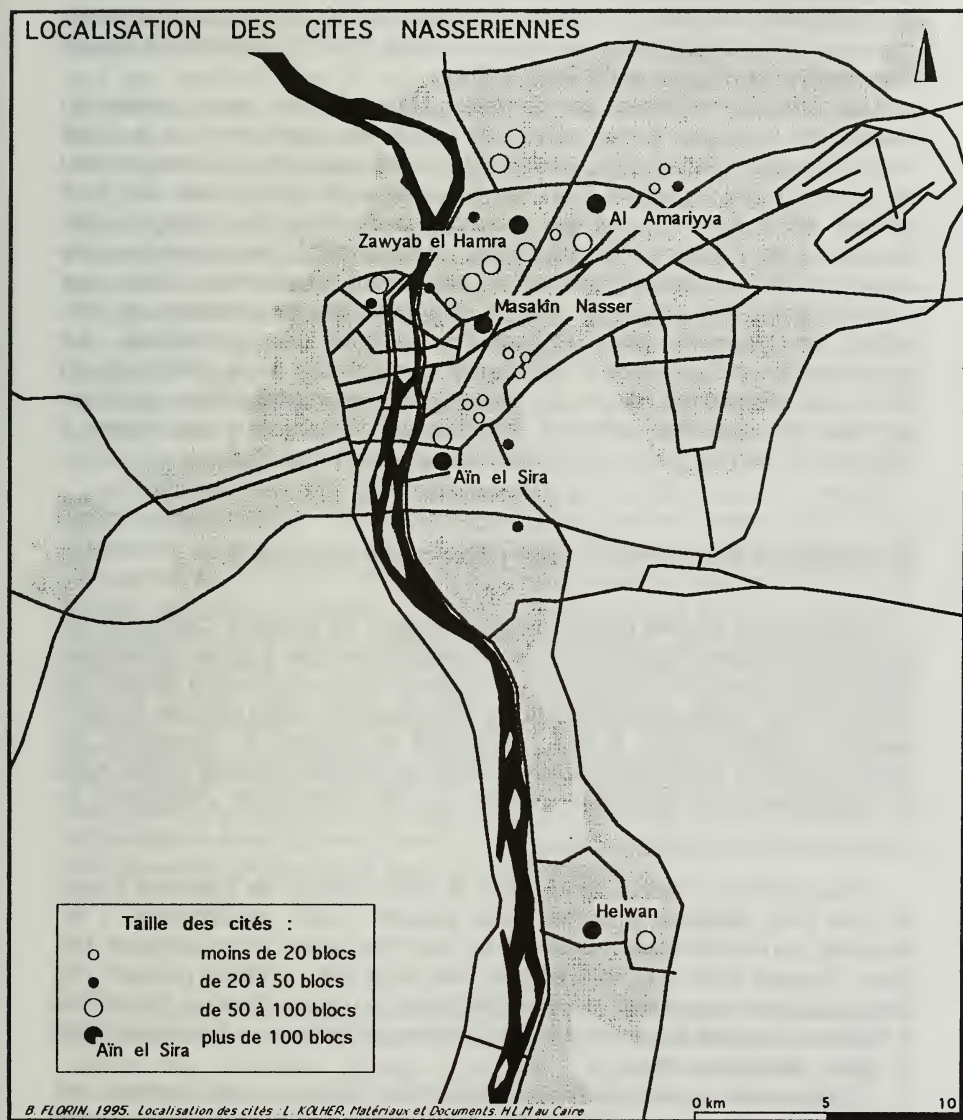 LOCALISATION DES CITES NASSERIENNES
Al Amariyya
Zawyab el Hamra
Masakîn Nasser
Aïn el Sira
Helwan
Taille des cités :
moins de 20 blocs
de 20 à 50 blocs
de 50 à 100 blocs
plus de 100 blocs
Aïn el Sira
0 km 5 10
B. FLORIN. 1995. Localisation des cités : L. KOLHER, Matériaux et Documents. H.L.M au Caire